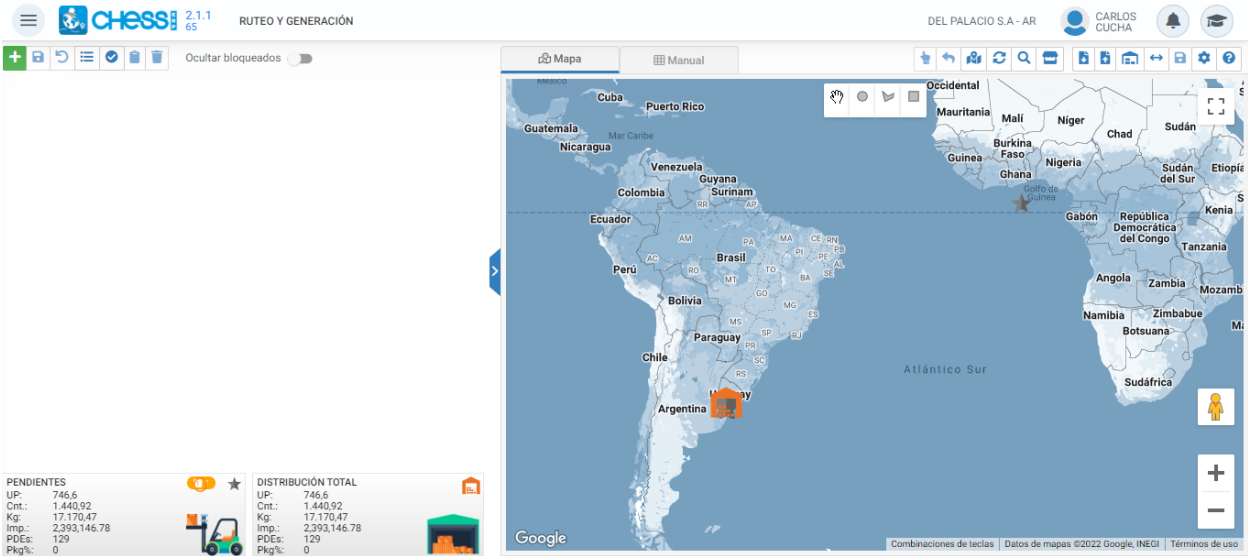 CHESS ERP
2.1.1
65
RUTEO Y GENERACIÓN
DEL PALACIO S.A - AR
CARLOS
CUCHA
Ocultar bloqueados
Mapa
Manual
México
Cuba
Puerto Rico
Guatemala
Mar Caribe
Nicaragua
Venezuela
Guyana
Surinam
Colombia
RR
AP
Ecuador
AM
PA
MA
CE
RN
PB
PI
PE
AL
SE
AC
Brasil
TO
BA
Perú
RO
MT
GO
Bolivia
MG
MS
ES
SP
RJ
Paraguay
PR
Chile
SC
RS
Uruguay
Argentina
Atlántico Sur
Occidental
Mauritania
Malí
Níger
Chad
Sudán
Burkina
Faso
Guinea
Nigeria
Ghana
Sudán
del Sur
Etiopía
Golfo de
Guinea
Gabón
República
Democrática
del Congo
Kenia
Tanzania
Angola
Zambia
Mozamb
Namibia
Zimbabue
Botsuana
Ma
Sudáfrica
PENDIENTES
UP: 746,6
Cnt.: 1.440,92
Kg: 17.170,47
Imp.: 2,393,146.78
PDEs: 129
Pkg%: 0
DISTRIBUCIÓN TOTAL
UP: 746,6
Cnt.: 1.440,92
Kg: 17.170,47
Imp.: 2,393,146.78
PDEs: 129
Pkg%: 0
Google
Combinaciones de teclas
Datos de mapas ©2022 Google, INEGI
Términos de uso